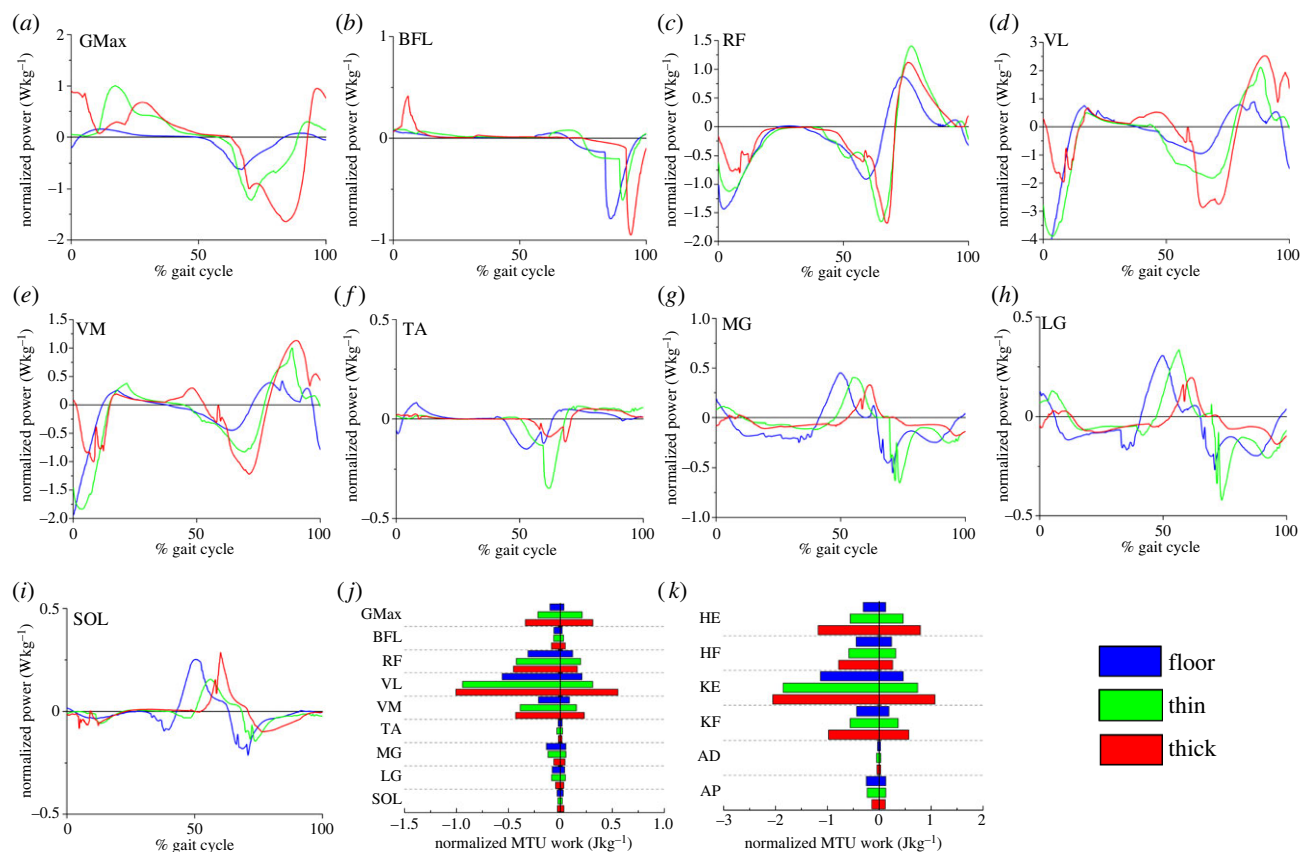 (a)
GMax
normalized power (Wkg⁻¹)
2
1
0
−1
−2
0
50
100
% gait cycle
(b)
BFL
normalized power (Wkg⁻¹)
1
0
−1
0
50
100
% gait cycle
(c)
RF
normalized power (Wkg⁻¹)
1.5
1.0
0.5
0
−0.5
−1.0
−1.5
−2.0
0
50
100
% gait cycle
(d)
VL
normalized power (Wkg⁻¹)
3
2
1
0
−1
−2
−3
−4
0
50
100
% gait cycle
(e)
VM
normalized power (Wkg⁻¹)
1.5
1.0
0.5
0
−0.5
−1.0
−1.5
−2.0
0
50
100
% gait cycle
(f)
TA
normalized power (Wkg⁻¹)
0.5
0
−0.5
0
50
100
% gait cycle
(g)
MG
normalized power (Wkg⁻¹)
1.0
0.5
0
−0.5
−1.0
0
50
100
% gait cycle
(h)
LG
normalized power (Wkg⁻¹)
0.5
0
−0.5
0
50
100
% gait cycle
(i)
SOL
normalized power (Wkg⁻¹)
0.5
0
−0.5
0
50
100
% gait cycle
(j)
GMax
BFL
RF
VL
VM
TA
MG
LG
SOL
−1.5
−1.0
−0.5
0
0.5
1.0
normalized MTU work (Jkg⁻¹)
(k)
HE
HF
KE
KF
AD
AP
−3
−2
−1
0
1
2
normalized MTU work (Jkg⁻¹)
floor
thin
thick